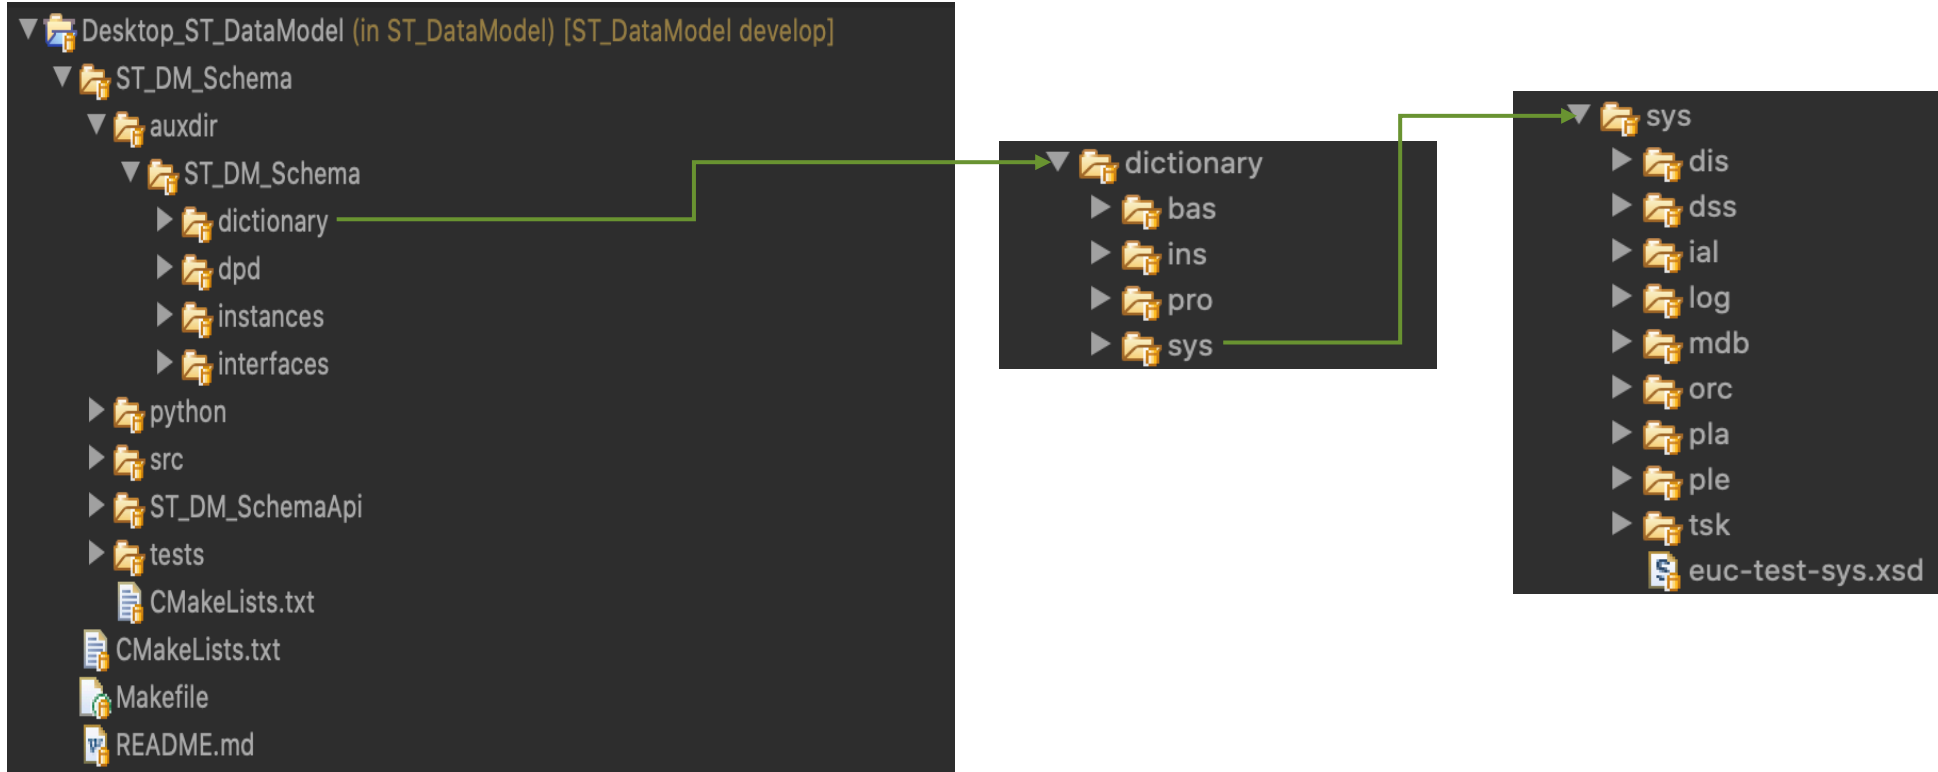 Desktop_ST_DataModel (in ST_DataModel) [ST_DataModel develop]
ST_DM_Schema
auxdir
ST_DM_Schema
dictionary
dpd
instances
interfaces
python
src
ST_DM_SchemaApi
tests
CMakeLists.txt
CMakeLists.txt
Makefile
README.md
dictionary
bas
ins
pro
sys
sys
dis
dss
ial
log
mdb
orc
pla
ple
tsk
euc-test-sys.xsd